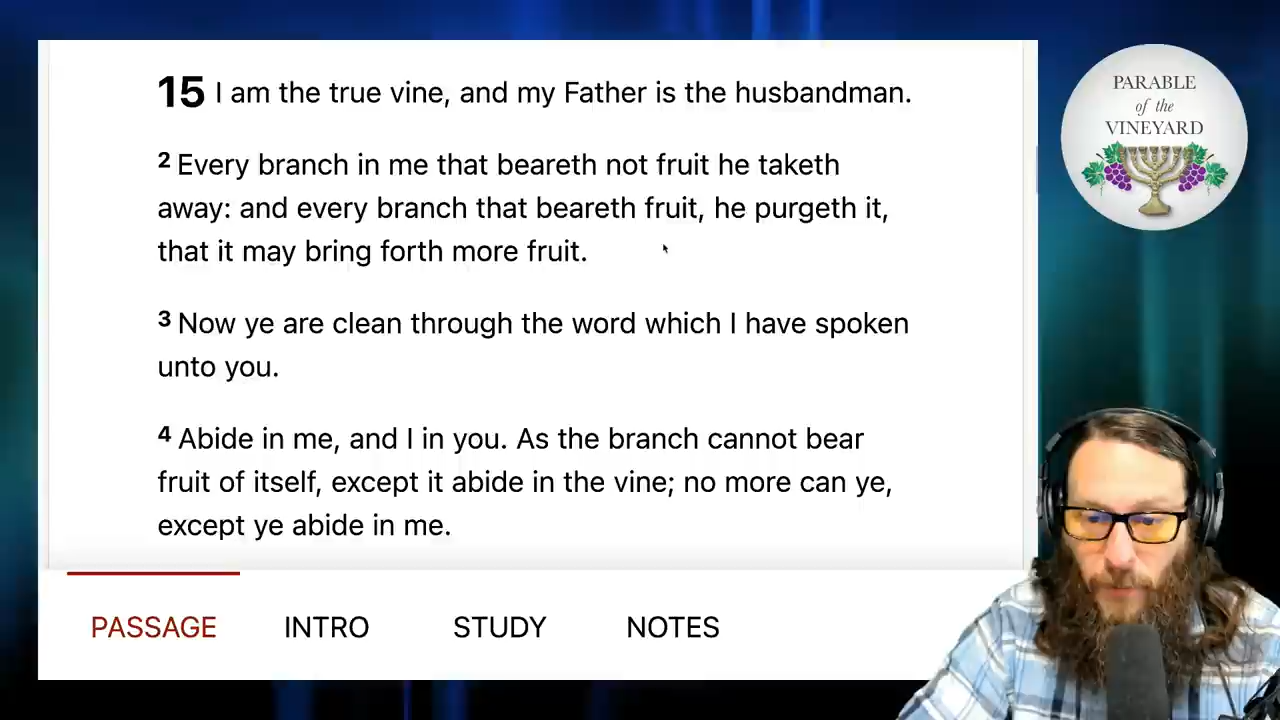 15 I am the true vine, and my Father is the husbandman.
2 Every branch in me that beareth not fruit he taketh
away: and every branch that beareth fruit, he purgeth it,
that it may bring forth more fruit.
3 Now ye are clean through the word which I have spoken
unto you.
4 Abide in me, and I in you. As the branch cannot bear
fruit of itself, except it abide in the vine; no more can ye,
except ye abide in me.
PASSAGE INTRO STUDY NOTES
PARABLE
of the
VINEYARD